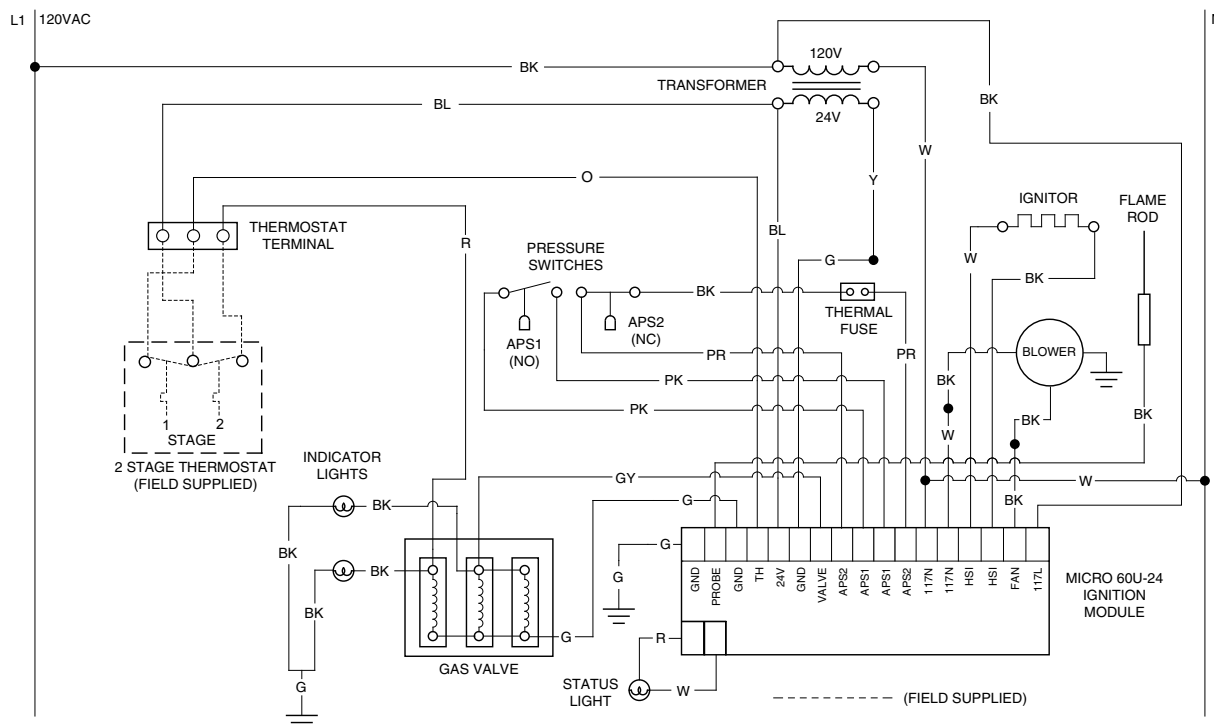 L1 120VAC
N
120V
BK
TRANSFORMER
BL
24V
BK
W
O
Y
IGNITOR
FLAME
ROD
THERMOSTAT
TERMINAL
R
BL
PRESSURE
SWITCHES
G
W
BK
BK
THERMAL
FUSE
APS1
(NO)
APS2
(NC)
BLOWER
PR
PR
PK
BK
PK
BK
W
BK
1
2
STAGE
2 STAGE THERMOSTAT
(FIELD SUPPLIED)
INDICATOR
LIGHTS
GY
W
BK
G
BK
G
BK
BK
BK
G
G
GND
PROBE
GND
TH
24V
GND
VALVE
APS2
APS1
APS1
APS2
117N
117N
HSI
HSI
FAN
117L
MICRO 60U-24
IGNITION
MODULE
GAS VALVE
R
STATUS
LIGHT
W
G
(FIELD SUPPLIED)